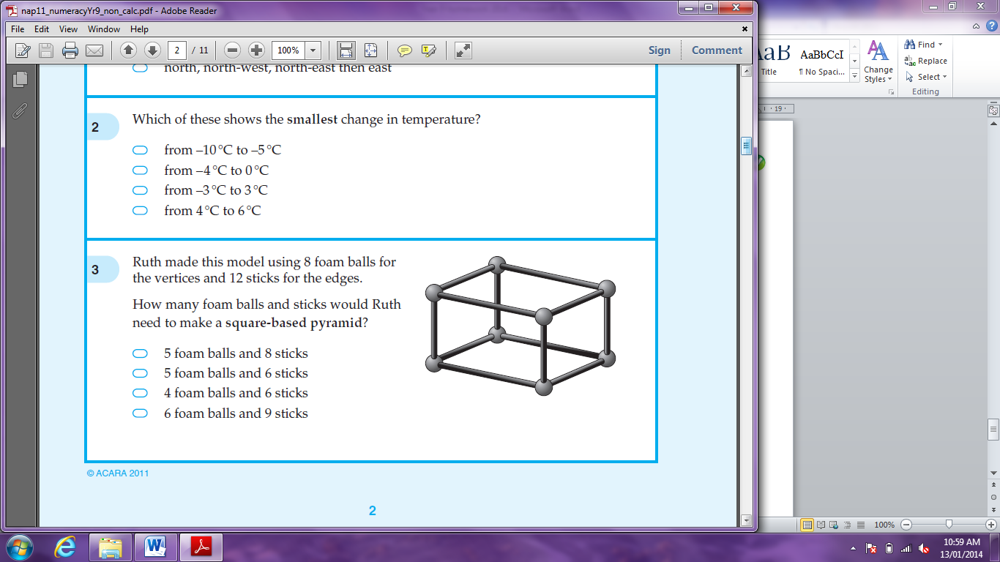 nap11_numeracyYr9_non_calc.pdf - Adobe Reader
File Edit View Window Help
2 / 11 100% Sign Comment
north, north-west, north-east then east
2
Which of these shows the smallest change in temperature?
from –10 °C to –5 °C
from –4 °C to 0 °C
from –3 °C to 3 °C
from 4 °C to 6 °C
3
Ruth made this model using 8 foam balls for
the vertices and 12 sticks for the edges.
How many foam balls and sticks would Ruth
need to make a square-based pyramid?
5 foam balls and 8 sticks
5 foam balls and 6 sticks
4 foam balls and 6 sticks
6 foam balls and 9 sticks
© ACARA 2011
2
AaB AaBbCcI
Title ¶ No Spaci...
Change
Styles
Find
Replace
Select
Editing
19
100%
10:59 AM
13/01/2014